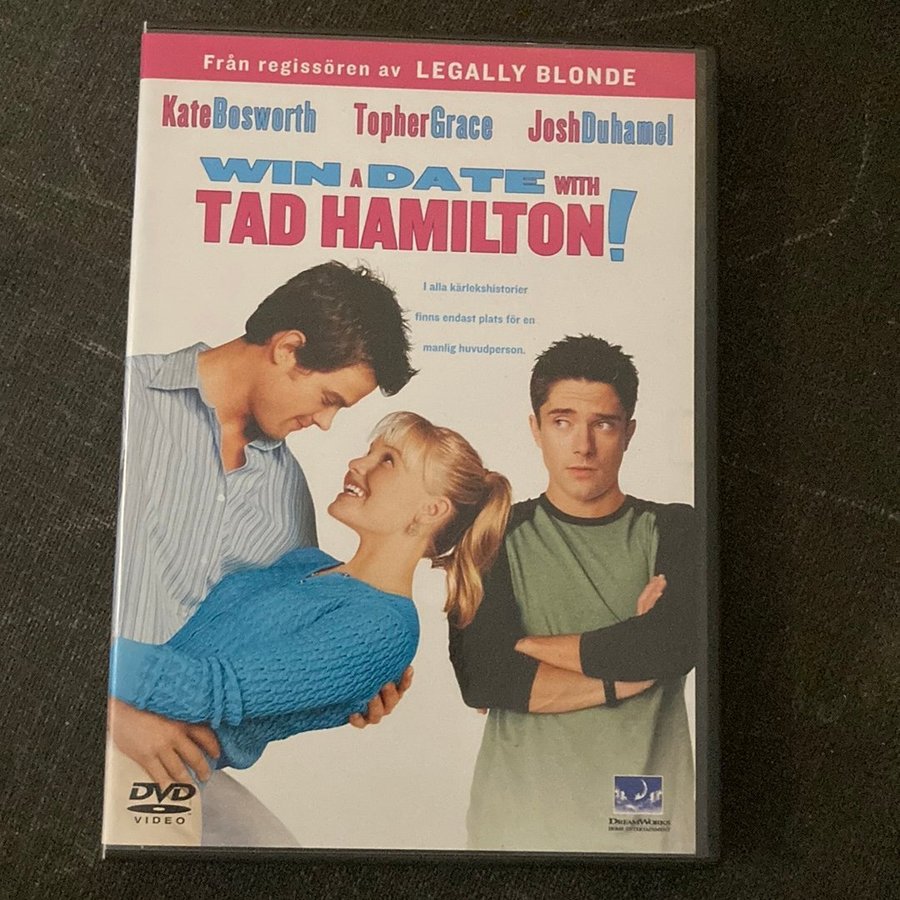 Från regissören av LEGALLY BLONDE
KateBosworth TopherGrace JoshDuhamel
WIN A DATE WITH
TAD HAMILTON!
I alla kärlekshistorier
finns endast plats för en
manlig huvudperson.
DVD
VIDEO
DREAMWORKS
HOME ENTERTAINMENT